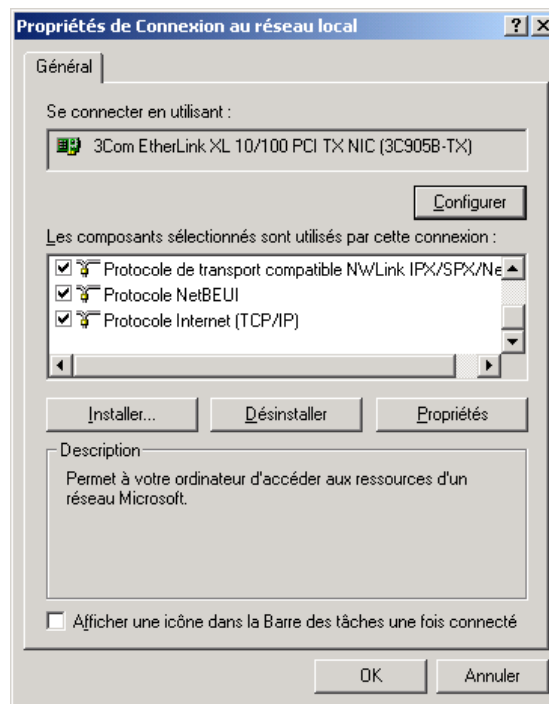 Propriétés de Connexion au réseau local
Général
Se connecter en utilisant :
3Com EtherLink XL 10/100 PCI TX NIC (3C905B-TX)
Configurer
Les composants sélectionnés sont utilisés par cette connexion :
Protocole de transport compatible NWLink IPX/SPX/Ne
Protocole NetBEUI
Protocole Internet (TCP/IP)
Installer... Désinstaller Propriétés
Description
Permet à votre ordinateur d'accéder aux ressources d'un
réseau Microsoft.
Afficher une icône dans la Barre des tâches une fois connecté
OK Annuler